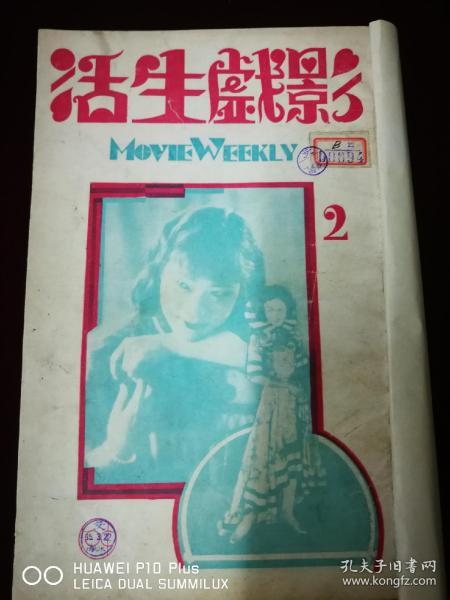 影戲生活
MOVIE WEEKLY
B
2
HUAWEI P10 Plus
LEICA DUAL SUMMILUX
孔夫子旧书网
www.kongfz.com